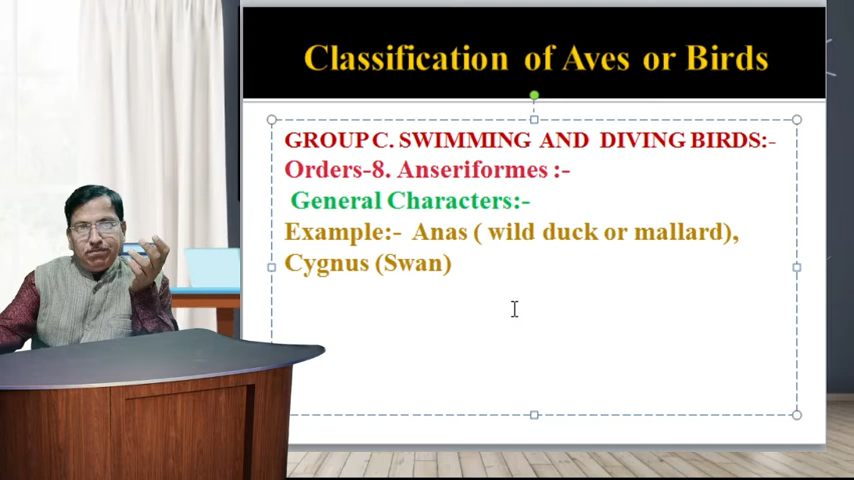 Classification of Aves or Birds
GROUP C. SWIMMING AND DIVING BIRDS:-
Orders-8. Anseriformes :-
General Characters:-
Example:- Anas ( wild duck or mallard),
Cygnus (Swan)